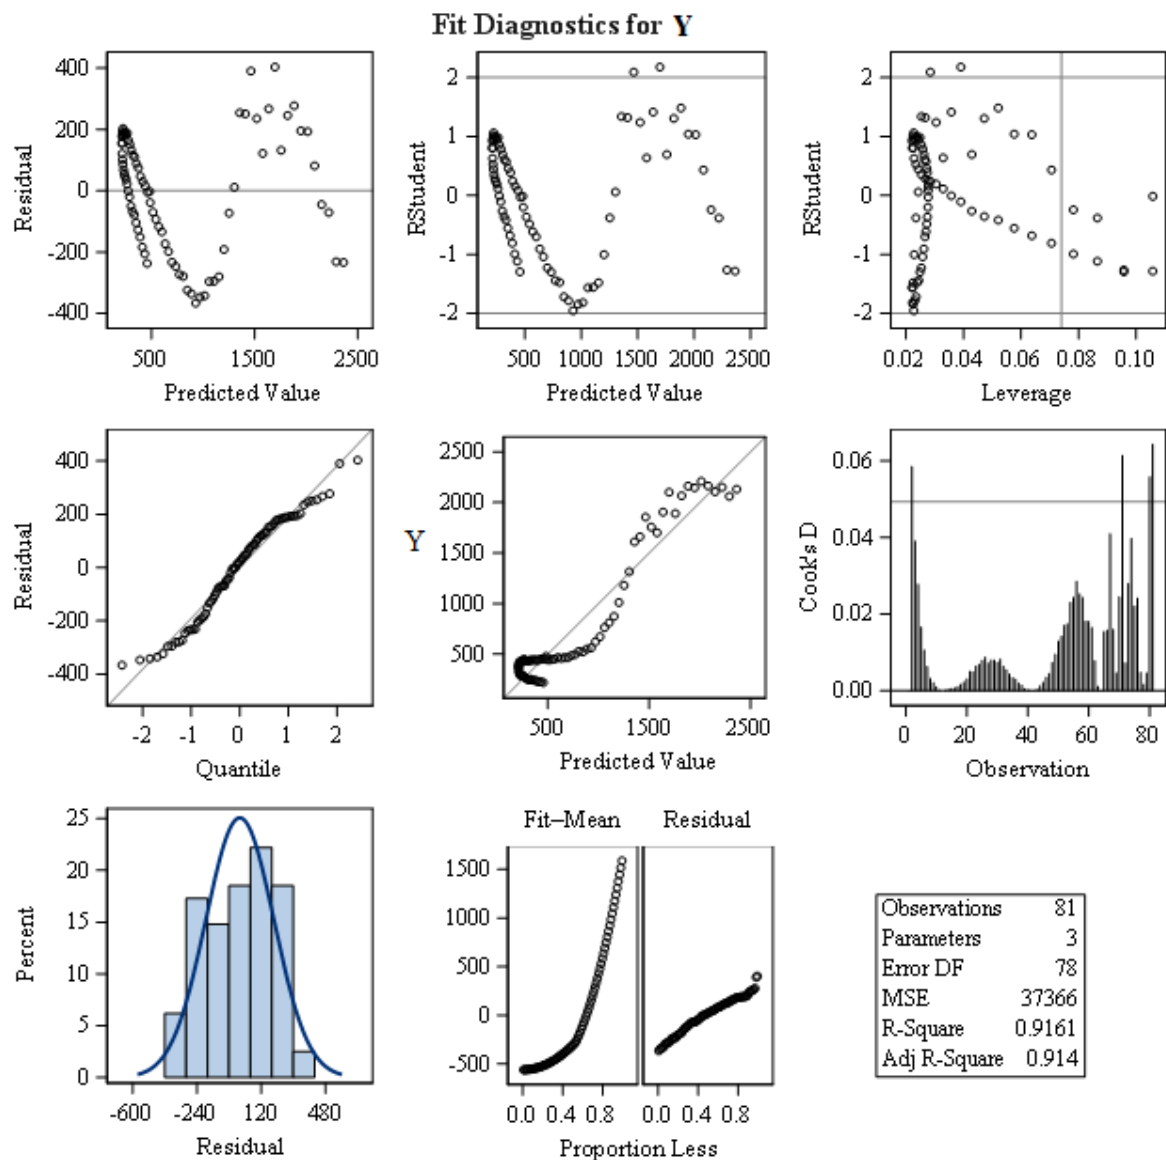 Fit Diagnostics for Y
400
200
0
-200
-400
Residual
500 1500 2500
Predicted Value
2
1
0
-1
-2
RStudent
500 1000 1500 2000 2500
Predicted Value
2
1
0
-1
-2
RStudent
0.02 0.04 0.06 0.08 0.10
Leverage
400
200
0
-200
-400
Residual
-2 -1 0 1 2
Quantile
2500
2000
1500
1000
500
Y
500 1500 2500
Predicted Value
0.06
0.04
0.02
0.00
Cook's D
0 20 40 60 80
Observation
25
20
15
10
5
0
Percent
-600 -240 120 480
Residual
Fit–Mean Residual
1500
1000
500
0
-500
0.0 0.4 0.8 0.0 0.4 0.8
Proportion Less
Observations 81
Parameters 3
Error DF 78
MSE 37366
R-Square 0.9161
Adj R-Square 0.914